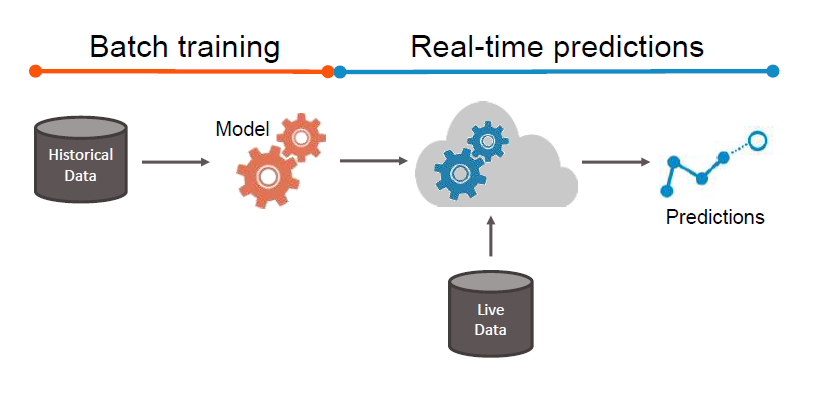 Batch training
Real-time predictions
Historical
Data
Model
Predictions
Live
Data